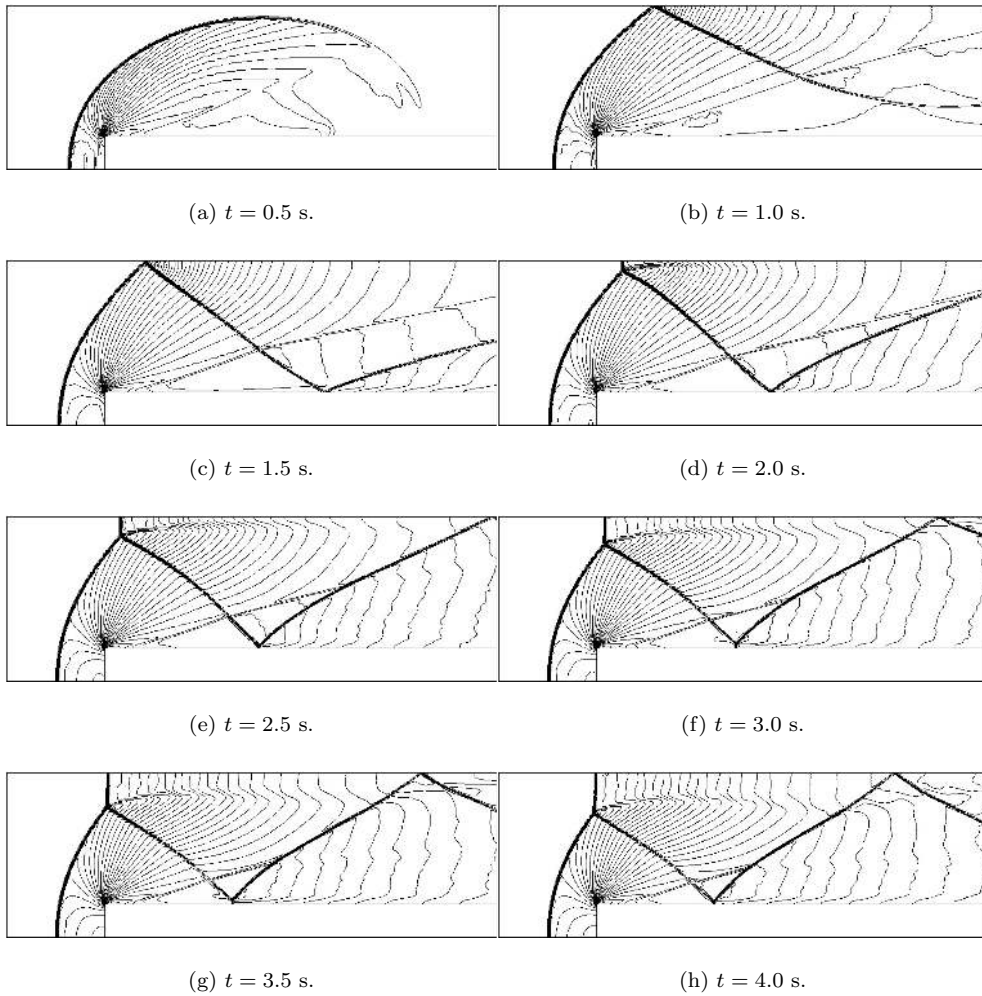 (a) t = 0.5 s.
(b) t = 1.0 s.
(c) t = 1.5 s.
(d) t = 2.0 s.
(e) t = 2.5 s.
(f) t = 3.0 s.
(g) t = 3.5 s.
(h) t = 4.0 s.